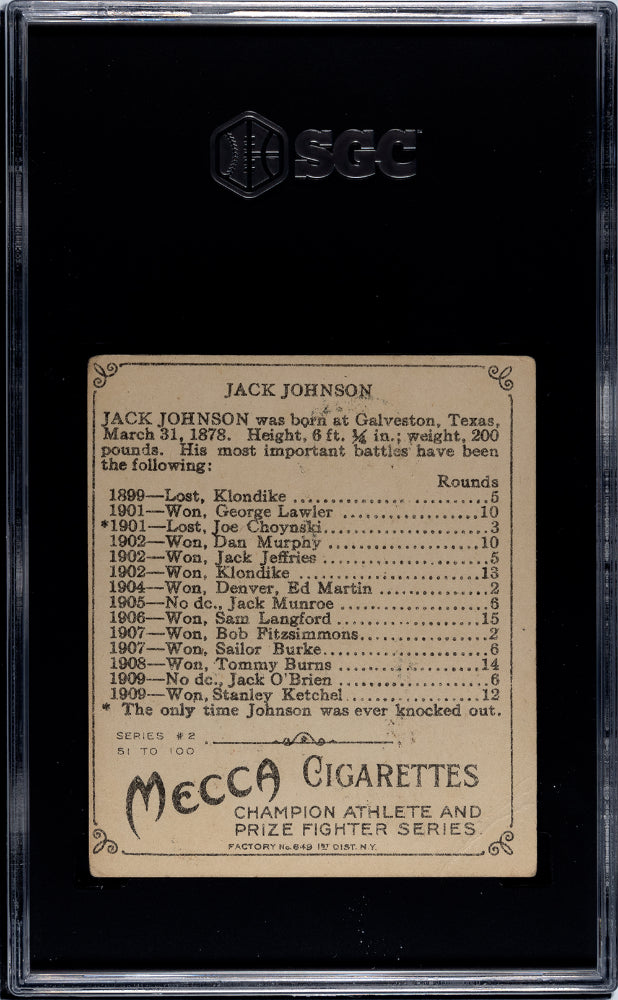 SGC
JACK JOHNSON
JACK JOHNSON was born at Galveston, Texas,
March 31, 1878. Height, 6 ft. ¾ in.; weight, 200
pounds. His most important battles have been
the following:
Rounds
1899—Lost, Klondike ........................5
1901—Won, George Lawler .................10
*1901—Lost, Joe Choynski....................3
1902—Won, Dan Murphy ...................10
1902—Won, Jack Jeffries ....................5
1902—Won, Klondike .......................13
1904—Won, Denver, Ed Martin .............2
1905—No dc., Jack Munroe ..................6
1906—Won, Sam Langford .................15
1907—Won, Bob Fitzsimmons...............2
1907—Won, Sailor Burke.....................6
1908—Won, Tommy Burns .................14
1909—No dc., Jack O'Brien ..................6
1909—Won, Stanley Ketchel................12
* The only time Johnson was ever knocked out.
SERIES #2
51 TO 100
MECCA CIGARETTES
CHAMPION ATHLETE AND
PRIZE FIGHTER SERIES.
FACTORY No. 649 1ST DIST. N.Y.